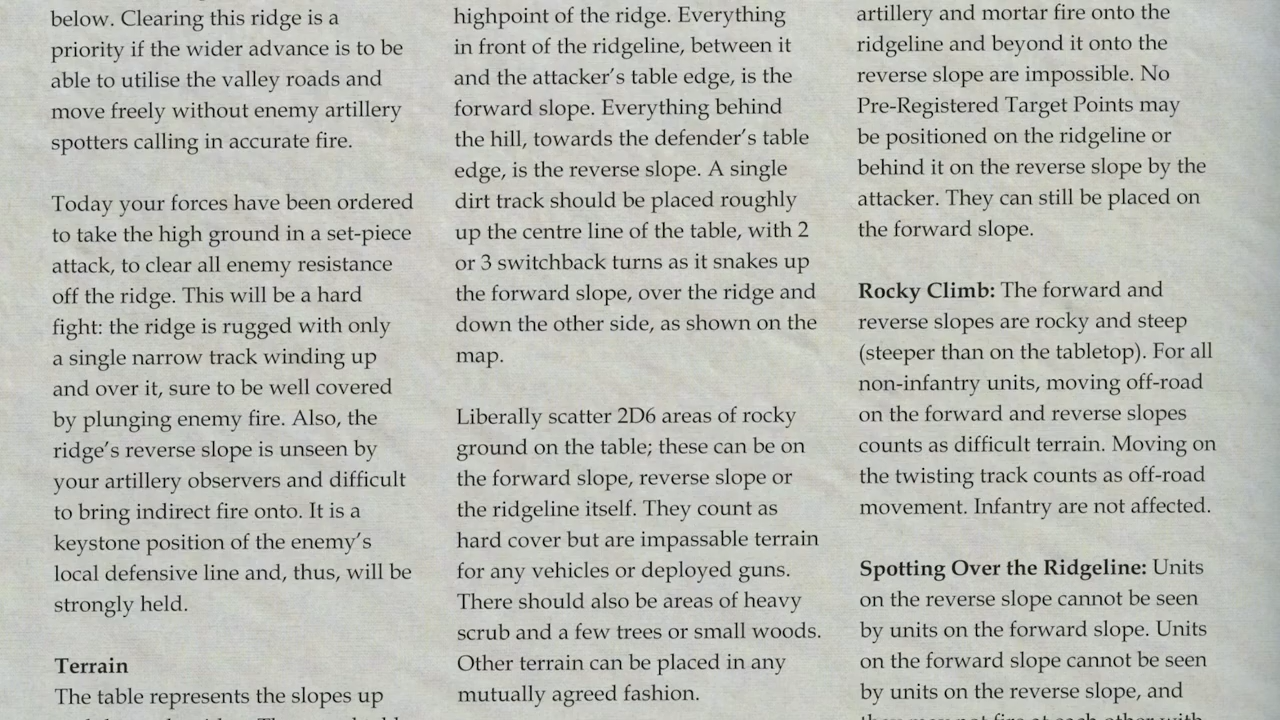 below. Clearing this ridge is a
priority if the wider advance is to be
able to utilise the valley roads and
move freely without enemy artillery
spotters calling in accurate fire.
Today your forces have been ordered
to take the high ground in a set-piece
attack, to clear all enemy resistance
off the ridge. This will be a hard
fight: the ridge is rugged with only
a single narrow track winding up
and over it, sure to be well covered
by plunging enemy fire. Also, the
ridge's reverse slope is unseen by
your artillery observers and difficult
to bring indirect fire onto. It is a
keystone position of the enemy's
local defensive line and, thus, will be
strongly held.
Terrain
The table represents the slopes up
highpoint of the ridge. Everything
in front of the ridgeline, between it
and the attacker's table edge, is the
forward slope. Everything behind
the hill, towards the defender's table
edge, is the reverse slope. A single
dirt track should be placed roughly
up the centre line of the table, with 2
or 3 switchback turns as it snakes up
the forward slope, over the ridge and
down the other side, as shown on the
map.
Liberally scatter 2D6 areas of rocky
ground on the table; these can be on
the forward slope, reverse slope or
the ridgeline itself. They count as
hard cover but are impassable terrain
for any vehicles or deployed guns.
There should also be areas of heavy
scrub and a few trees or small woods.
Other terrain can be placed in any
mutually agreed fashion.
artillery and mortar fire onto the
ridgeline and beyond it onto the
reverse slope are impossible. No
Pre-Registered Target Points may
be positioned on the ridgeline or
behind it on the reverse slope by the
attacker. They can still be placed on
the forward slope.
Rocky Climb: The forward and
reverse slopes are rocky and steep
(steeper than on the tabletop). For all
non-infantry units, moving off-road
on the forward and reverse slopes
counts as difficult terrain. Moving on
the twisting track counts as off-road
movement. Infantry are not affected.
Spotting Over the Ridgeline: Units
on the reverse slope cannot be seen
by units on the forward slope. Units
on the forward slope cannot be seen
by units on the reverse slope, and
they may not fire at each other with